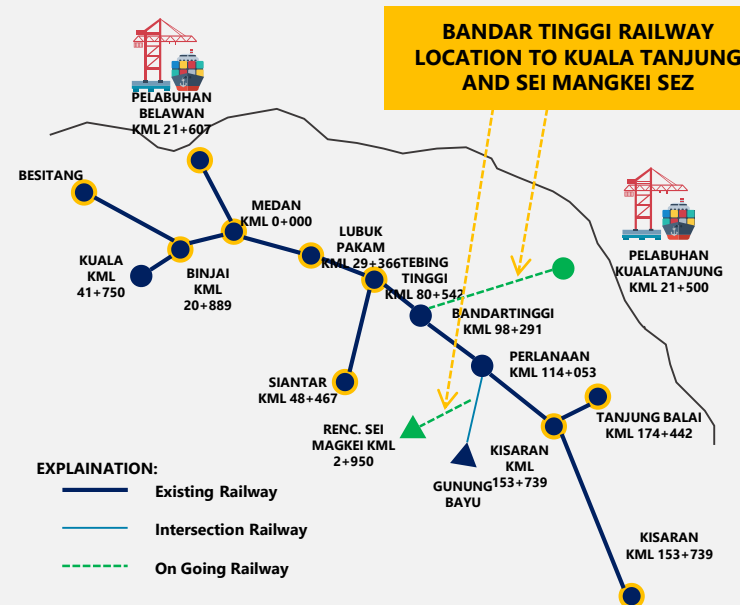 BANDAR TINGGI RAILWAY
LOCATION TO KUALA TANJUNG
AND SEI MANGKEI SEZ
PELABUHAN
BELAWAN
KML 21+607
BESITANG
MEDAN
KML 0+000
KUALA
KML
41+750
BINJAI
KML
20+889
LUBUK
PAKAM
KML 29+366
TEBING
TINGGI
KML 80+542
PELABUHAN
KUALATANJUNG
KML 21+500
BANDARTINGGI
KML 98+291
PERLANAAN
KML 114+053
SIANTAR
KML 48+467
TANJUNG BALAI
KML 174+442
RENC. SEI
MAGKEI KML
2+950
KISARAN
KML
153+739
GUNUNG
BAYU
KISARAN
KML 153+739
EXPLAINATION:
Existing Railway
Intersection Railway
On Going Railway